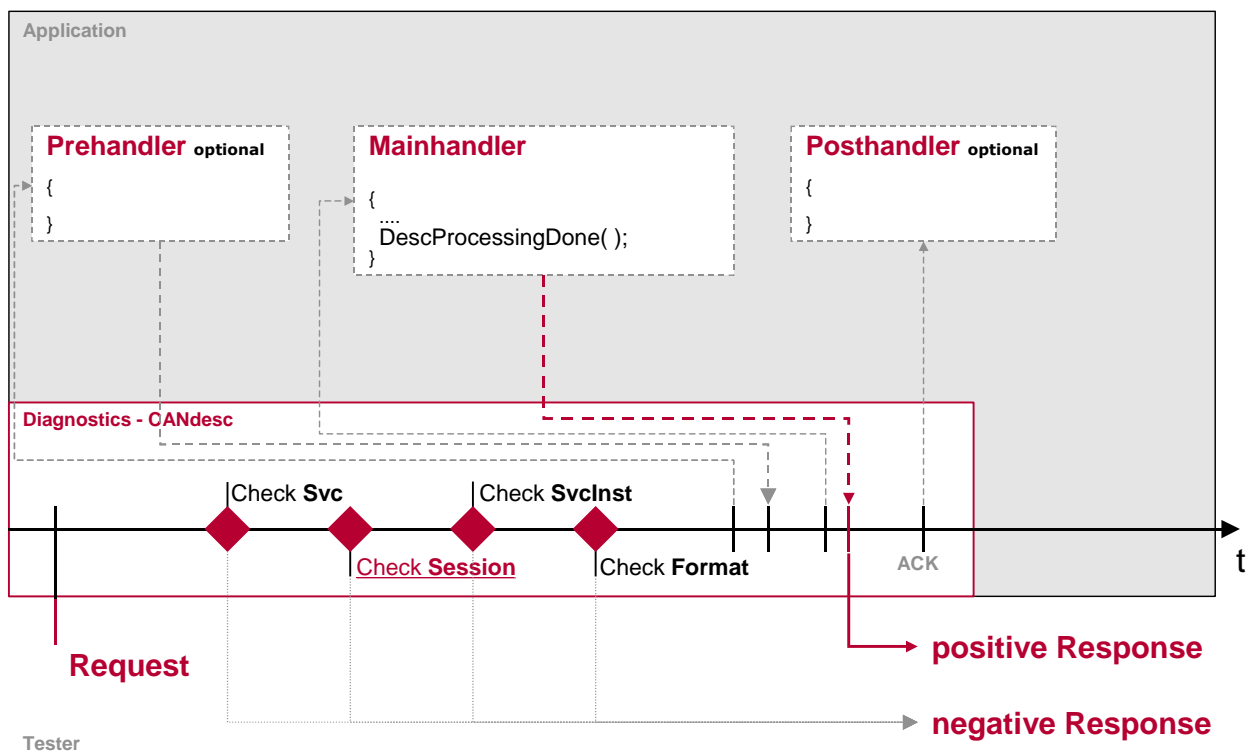 Application
Prehandler optional
{
}
Mainhandler
{
....
DescProcessingDone( );
}
Posthandler optional
{
}
Diagnostics - CANdesc
Check Svc
Check SvcInst
Check Session
Check Format
ACK
t
Request
positive Response
negative Response
Tester